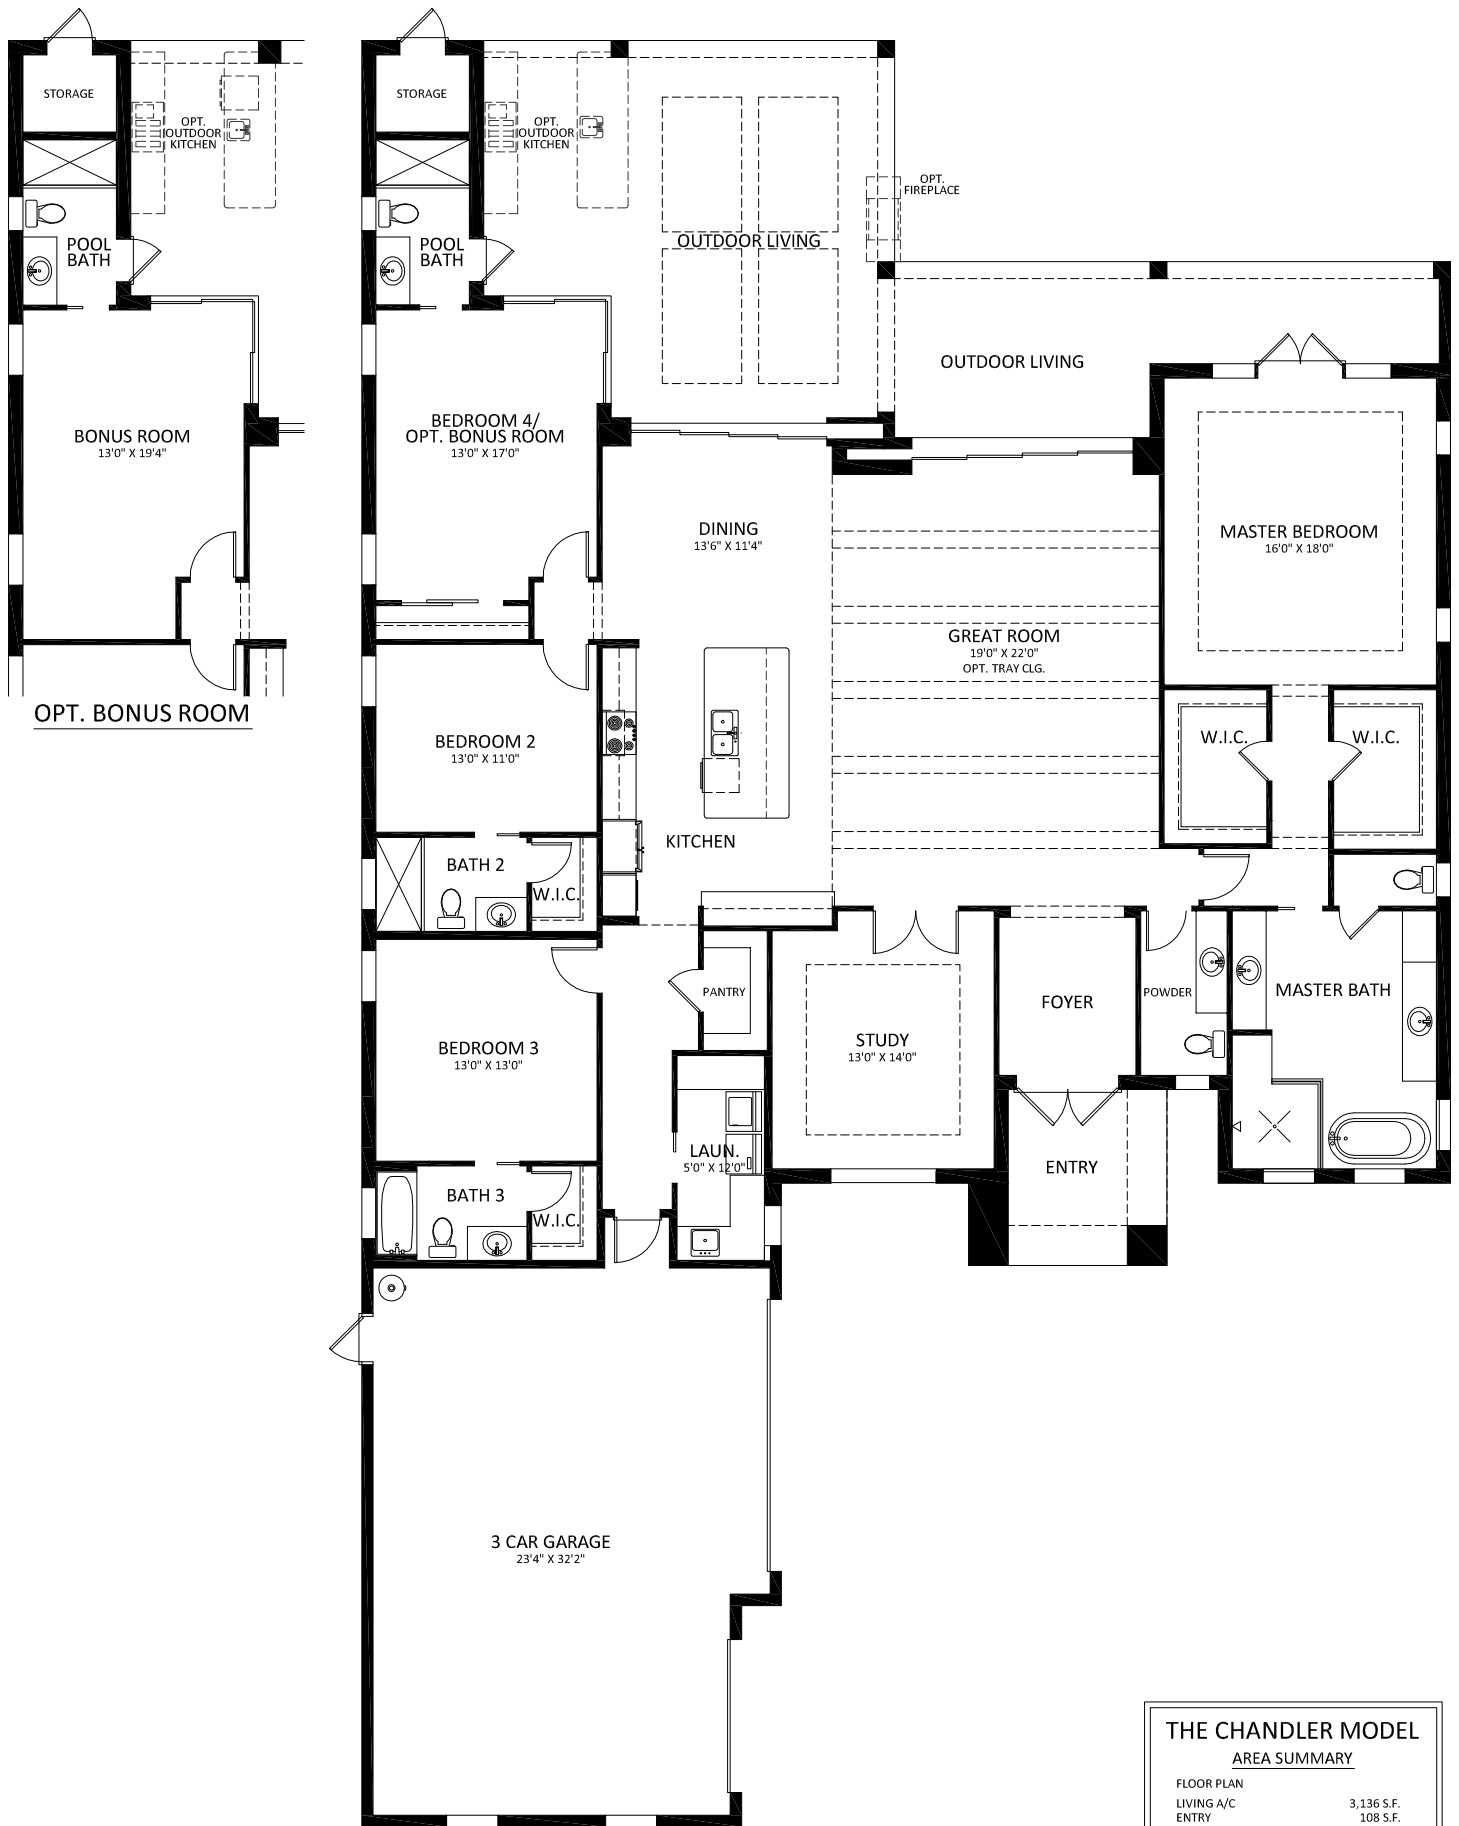 STORAGE
OPT.
OUTDOOR
KITCHEN
POOL
BATH
BONUS ROOM
13'0" X 19'4"
OPT. BONUS ROOM
STORAGE
OPT.
OUTDOOR
KITCHEN
POOL
BATH
OUTDOOR LIVING
OPT.
FIREPLACE
OUTDOOR LIVING
BEDROOM 4/
OPT. BONUS ROOM
13'0" X 17'0"
DINING
13'6" X 11'4"
MASTER BEDROOM
16'0" X 18'0"
GREAT ROOM
19'0" X 22'0"
OPT. TRAY CLG.
BEDROOM 2
13'0" X 11'0"
W.I.C.
W.I.C.
KITCHEN
BATH 2
W.I.C.
PANTRY
FOYER
POWDER
MASTER BATH
BEDROOM 3
13'0" X 13'0"
STUDY
13'0" X 14'0"
LAUN.
5'0" X 12'0"
ENTRY
BATH 3
W.I.C.
3 CAR GARAGE
23'4" X 32'2"
THE CHANDLER MODEL
AREA SUMMARY
FLOOR PLAN
LIVING A/C 3,136 S.F.
ENTRY 108 S.F.